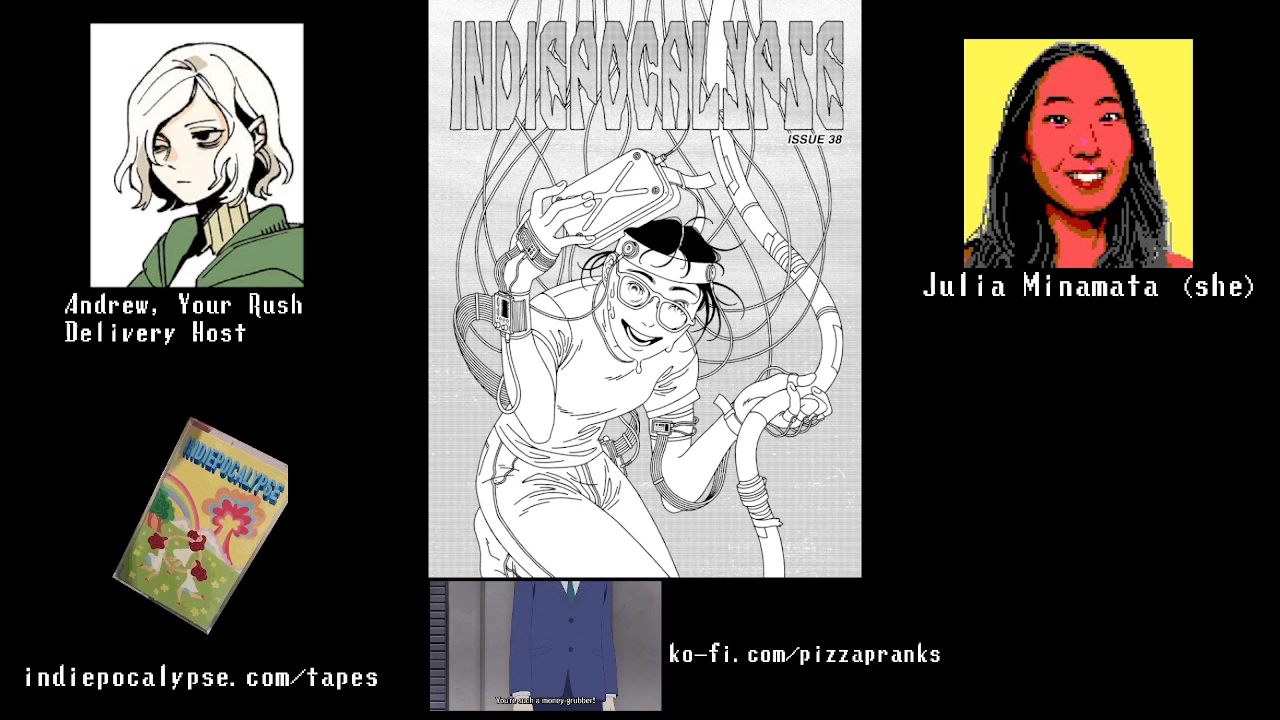 INDIEPOCALYPSE
ISSUE 38
Andrew, Your Rush
Delivery Host
Julia Minamata (she)
INDIEPOCALYPSE
indiepocalypse.com/tapes
You're such a money-grubber!
ko-fi.com/pizzapranks